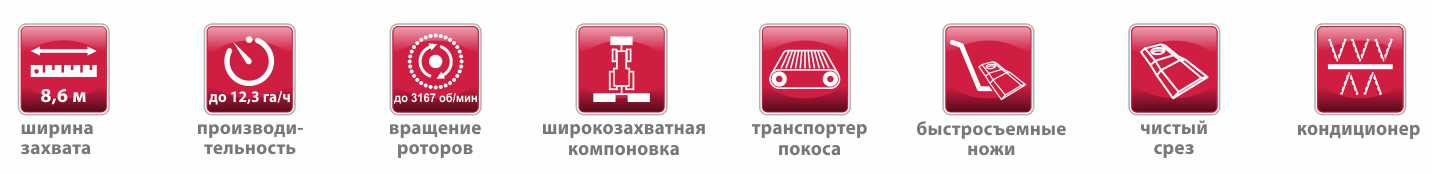 8,6 м
ширина
захвата
до 12,3 га/ч
производи-
тельность
до 3167 об/мин
вращение
роторов
широкозахватная
компоновка
транспортер
покоса
быстросъемные
ножи
чистый
срез
кондиционер